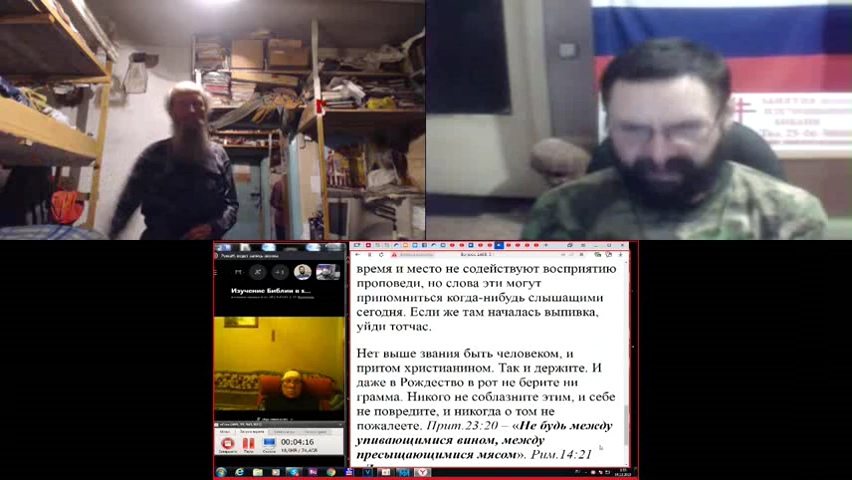 ЗАНЯТИЯ
БИБЛИИ
Изучение Библии в s...
00:04:16
время и место не содействуют восприятию
проповеди, но слова эти могут
припомниться когда-нибудь слышащими
сегодня. Если же там началась выпивка,
уйди тотчас.
Нет выше звания быть человеком, и
притом христианином. Так и держите. И
даже в Рождество в рот не берите ни
грамма. Никого не соблазните этим, и себе
не повредите, и никогда о том не
пожалеете. Прит.23:20 – «Не будь между
упивающимися вином, между
пресыщающимися мясом». Рим.14:21